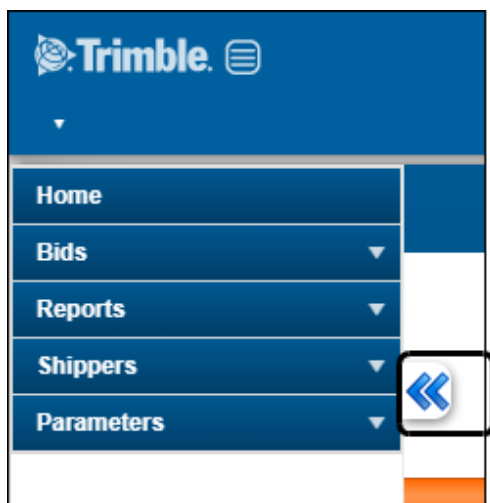 Trimble.
Home
Bids
Reports
Shippers
Parameters